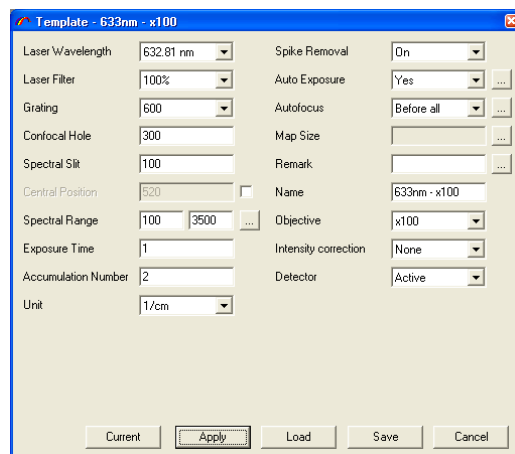 Template - 633nm - x100
Laser Wavelength 632.81 nm Spike Removal On
Laser Filter 100% Auto Exposure Yes ...
Grating 600 Autofocus Before all ...
Confocal Hole 300 Map Size ...
Spectral Slit 100 Remark ...
Central Position 520 Name 633nm - x100
Spectral Range 100 3500 ... Objective x100
Exposure Time 1 Intensity correction None
Accumulation Number 2 Detector Active
Unit 1/cm
Current Apply Load Save Cancel